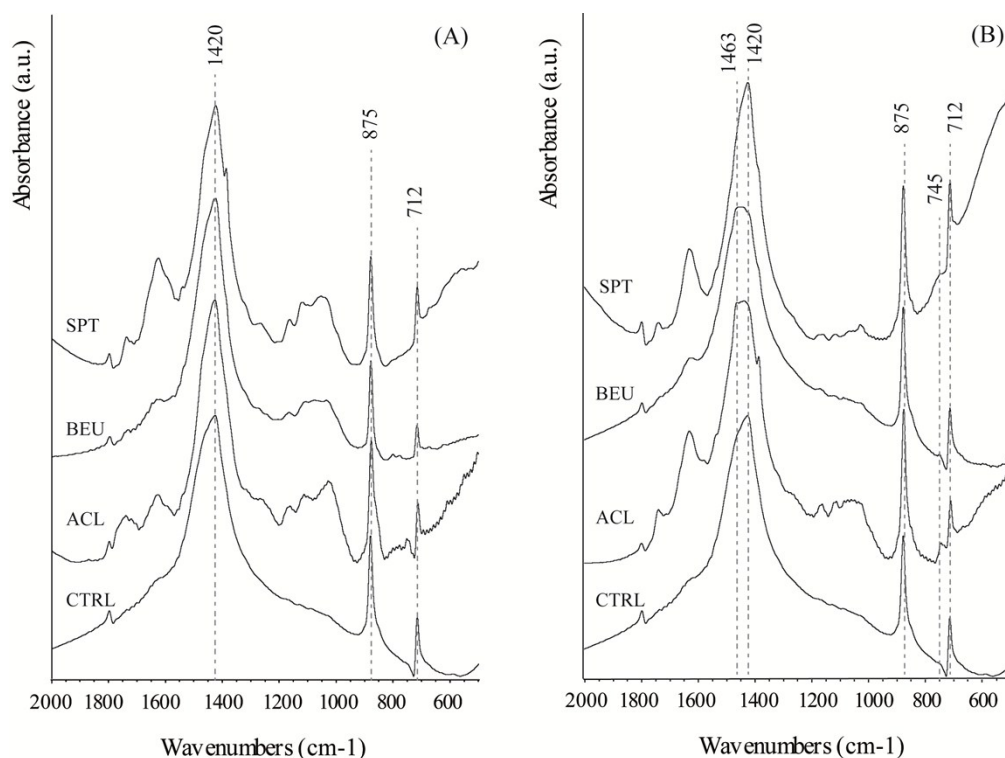 (A)
1420
875
712
Absorbance (a.u.)
SPT
BEU
ACL
CTRL
2000 1800 1600 1400 1200 1000 800 600
Wavenumbers (cm-1)
(B)
1463
1420
875
745
712
Absorbance (a.u.)
SPT
BEU
ACL
CTRL
2000 1800 1600 1400 1200 1000 800 600
Wavenumbers (cm-1)